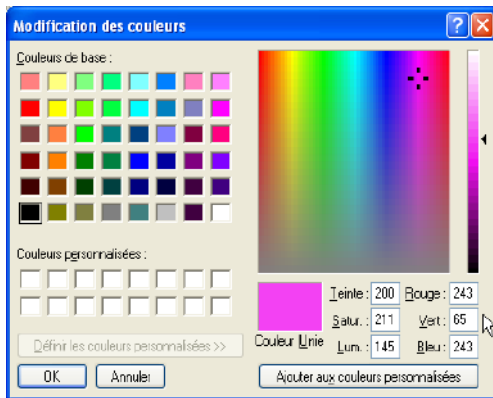 Modification des couleurs
Couleurs de base :
Couleurs personnalisées :
Définir les couleurs personnalisées >>
OK
Annuler
Couleur Unie
Teinte : 200
Satur. : 211
Lum. : 145
Rouge : 243
Vert : 65
Bleu : 243
Ajouter aux couleurs personnalisées